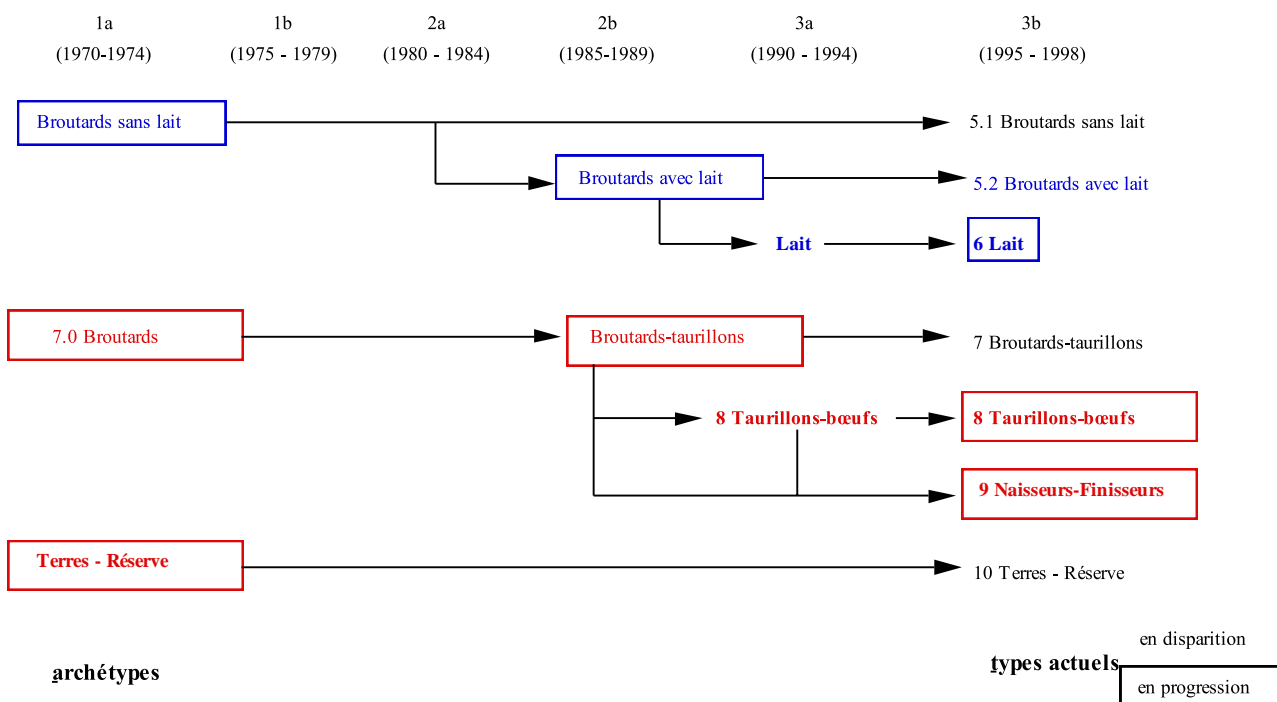 1a 1b 2a 2b 3a 3b
(1970-1974) (1975 - 1979) (1980 - 1984) (1985-1989) (1990 - 1994) (1995 - 1998)
Broutards sans lait 5.1 Broutards sans lait
Broutards avec lait 5.2 Broutards avec lait
Lait 6 Lait
7.0 Broutards Broutards-taurillons 7 Broutards-taurillons
8 Taurillons-bœufs 8 Taurillons-bœufs
9 Naisseurs-Finisseurs
Terres - Réserve 10 Terres - Réserve
en disparition
archétypes types actuels
en progression